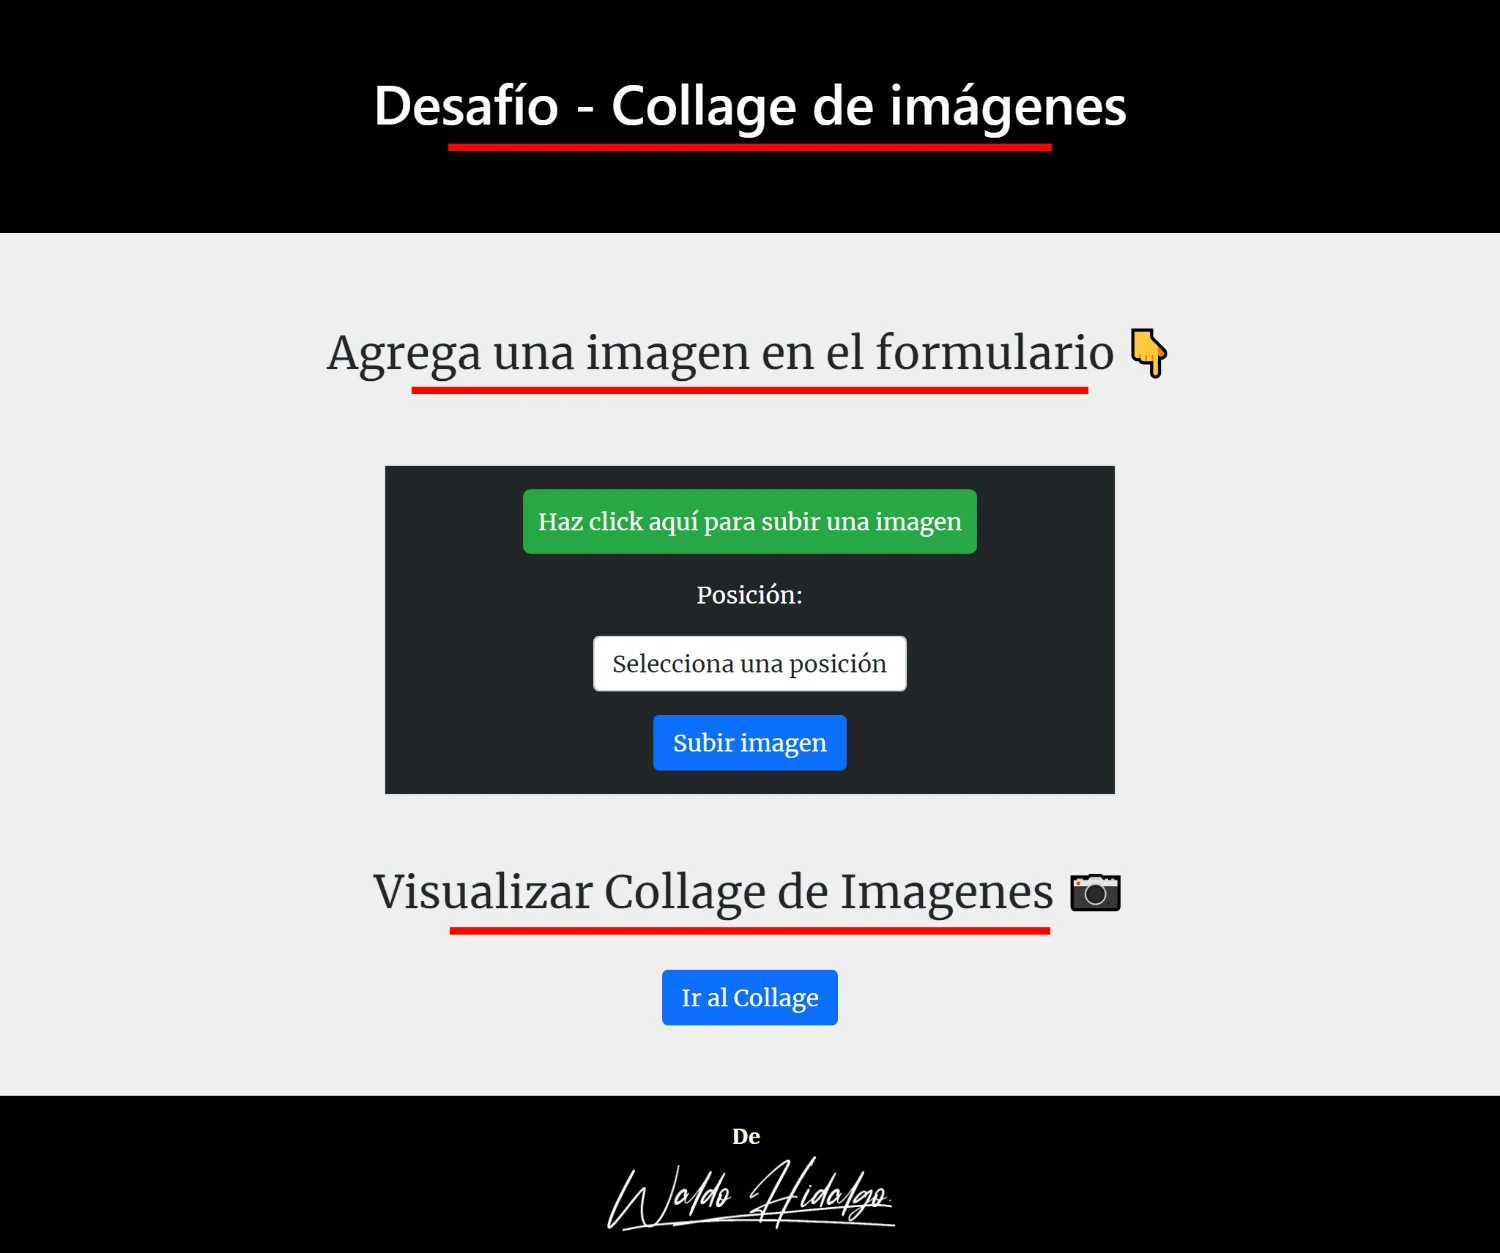 Desafío - Collage de imágenes
Agrega una imagen en el formulario 👇
Haz click aquí para subir una imagen
Posición:
Selecciona una posición
Subir imagen
Visualizar Collage de Imagenes 📷
Ir al Collage
De
Waldo Hidalgo.